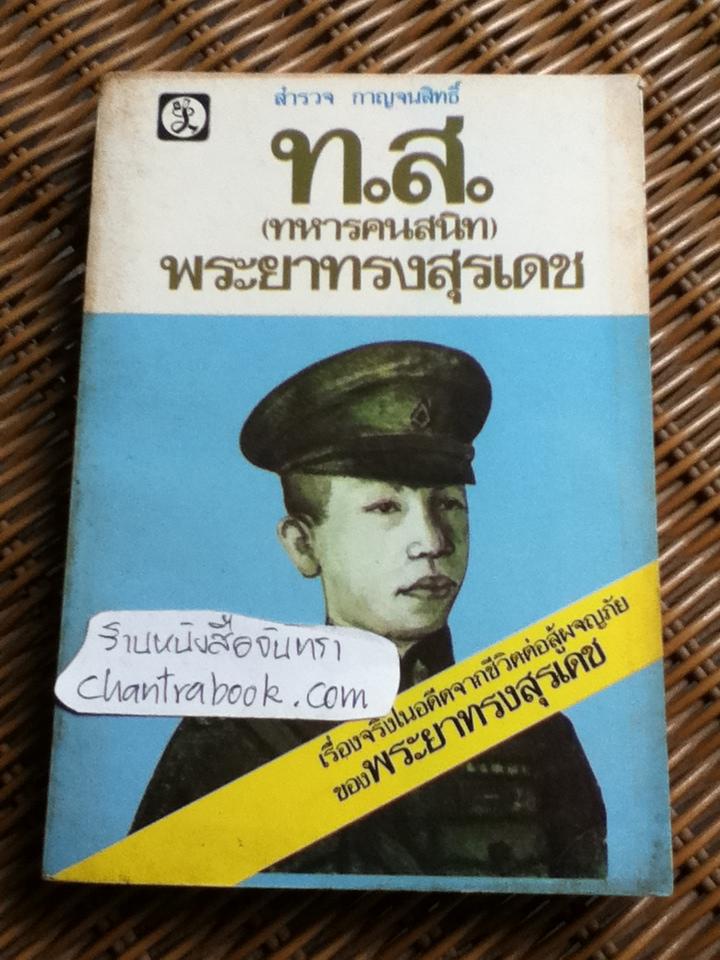 สำรวจ กาญจนสิทธิ์
ท.ส.
(ทหารคนสนิท)
พระยาทรงสุรเดช
ร้านหนังสือจันทรา
chantrabook.com
เรื่องจริงในอดีตจากชีวิตต่อสู้ผจญภัย
ของพระยาทรงสุรเดช